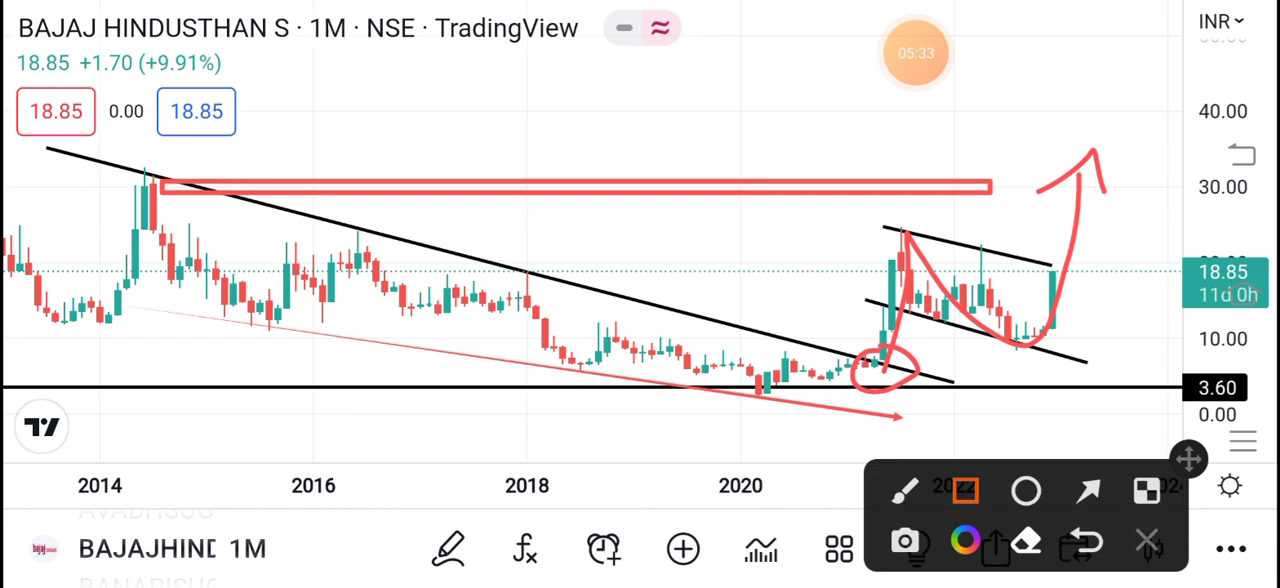 BAJAJ HINDUSTHAN S · 1M · NSE · TradingView
INR
05:33
18.85 +1.70 (+9.91%)
18.85 0.00 18.85
40.00
30.00
18.85
11d 0h
10.00
3.60
0.00
2014 2016 2018 2020 2022
BAJAJHIN 1M